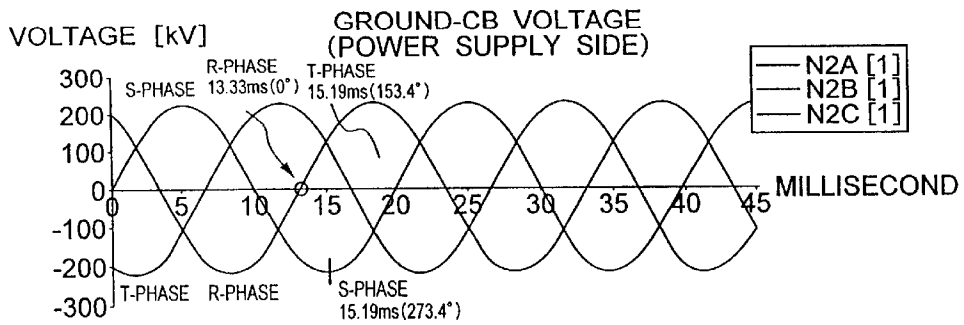 GROUND-CB VOLTAGE
(POWER SUPPLY SIDE)
VOLTAGE [kV]
N2A [1]
N2B [1]
N2C [1]
R-PHASE
13.33ms(0°)
T-PHASE
15.19ms(153.4°)
S-PHASE
300
200
100
0
-100
-200
-300
0 5 10 15 20 25 30 35 40 45
MILLISECOND
T-PHASE R-PHASE
S-PHASE
15.19ms(273.4°)